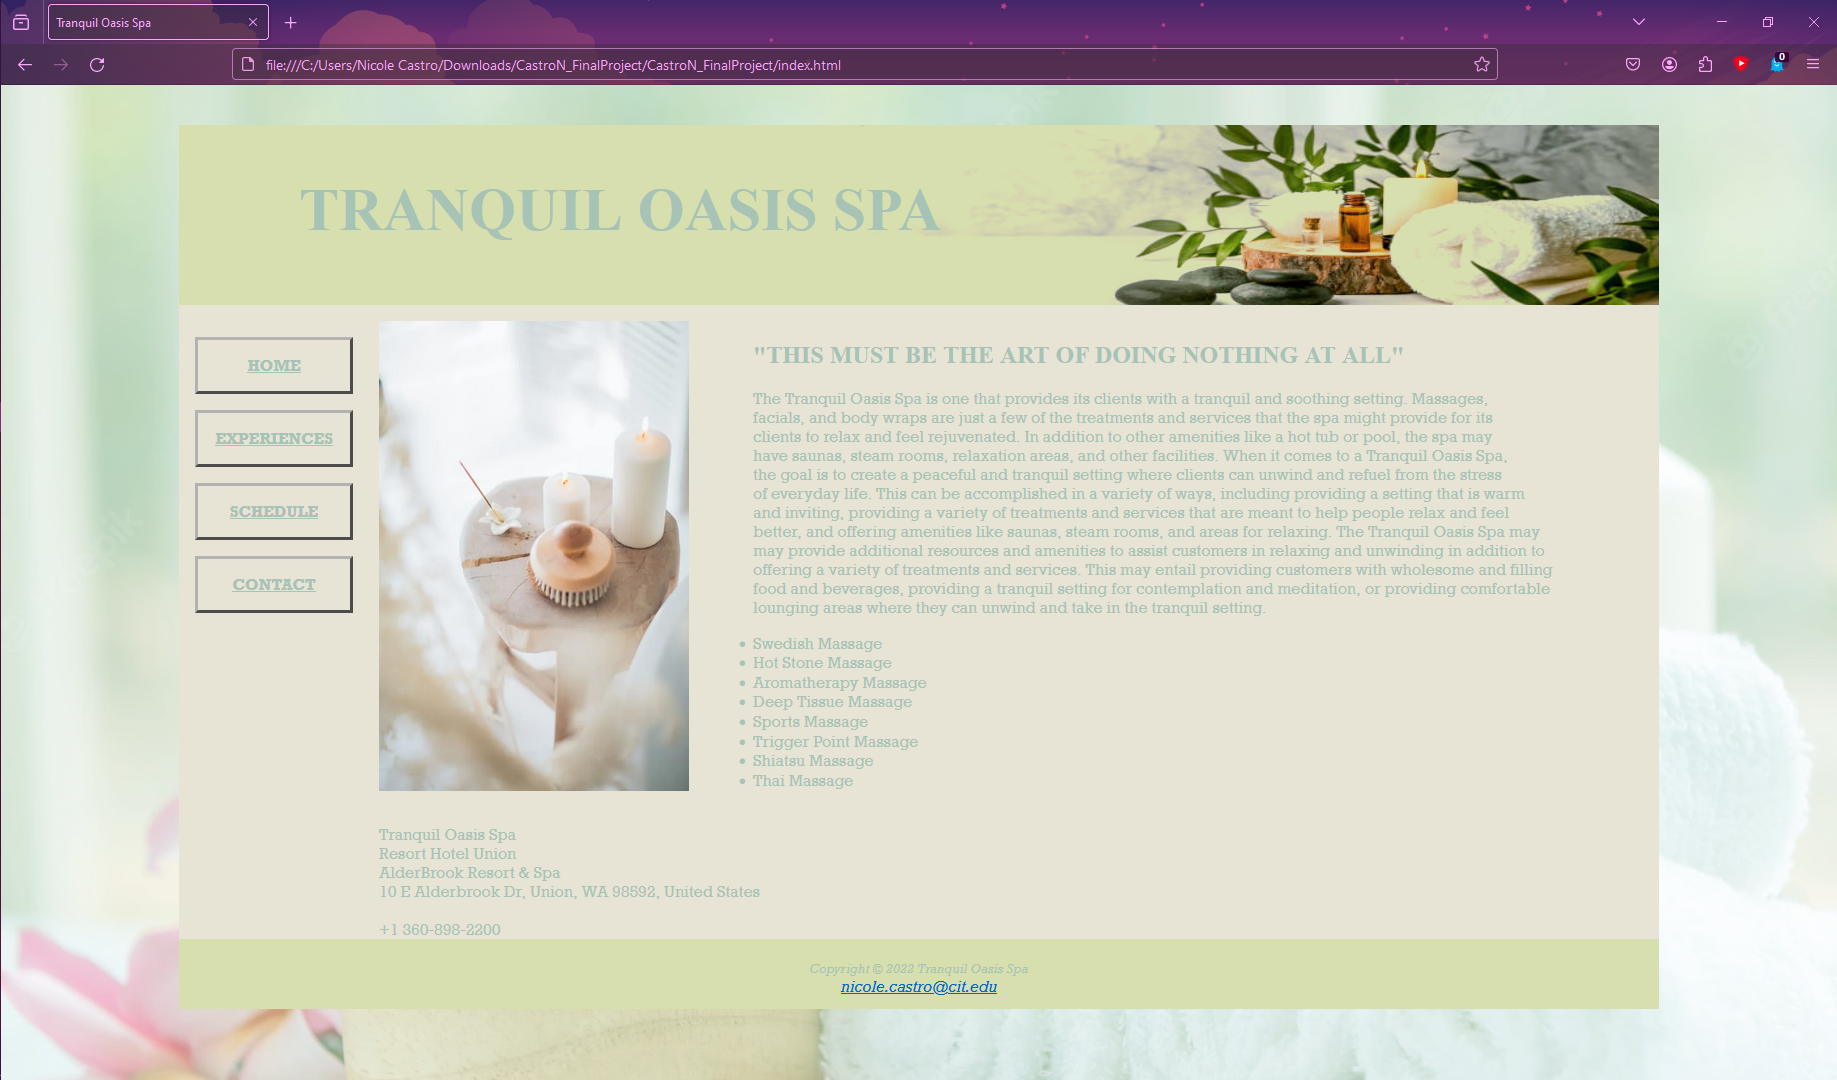 Tranquil Oasis Spa
file:///C:/Users/Nicole Castro/Downloads/CastroN_FinalProject/CastroN_FinalProject/index.html
0
TRANQUIL OASIS SPA
HOME
EXPERIENCES
SCHEDULE
CONTACT
"THIS MUST BE THE ART OF DOING NOTHING AT ALL"
The Tranquil Oasis Spa is one that provides its clients with a tranquil and soothing setting. Massages,
facials, and body wraps are just a few of the treatments and services that the spa might provide for its
clients to relax and feel rejuvenated. In addition to other amenities like a hot tub or pool, the spa may
have saunas, steam rooms, relaxation areas, and other facilities. When it comes to a Tranquil Oasis Spa,
the goal is to create a peaceful and tranquil setting where clients can unwind and refuel from the stress
of everyday life. This can be accomplished in a variety of ways, including providing a setting that is warm
and inviting, providing a variety of treatments and services that are meant to help people relax and feel
better, and offering amenities like saunas, steam rooms, and areas for relaxing. The Tranquil Oasis Spa may
may provide additional resources and amenities to assist customers in relaxing and unwinding in addition to
offering a variety of treatments and services. This may entail providing customers with wholesome and filling
food and beverages, providing a tranquil setting for contemplation and meditation, or providing comfortable
lounging areas where they can unwind and take in the tranquil setting.
• Swedish Massage
• Hot Stone Massage
• Aromatherapy Massage
• Deep Tissue Massage
• Sports Massage
• Trigger Point Massage
• Shiatsu Massage
• Thai Massage
Tranquil Oasis Spa
Resort Hotel Union
AlderBrook Resort & Spa
10 E Alderbrook Dr, Union, WA 98592, United States
+1 360-898-2200
Copyright © 2022 Tranquil Oasis Spa
nicole.castro@cit.edu